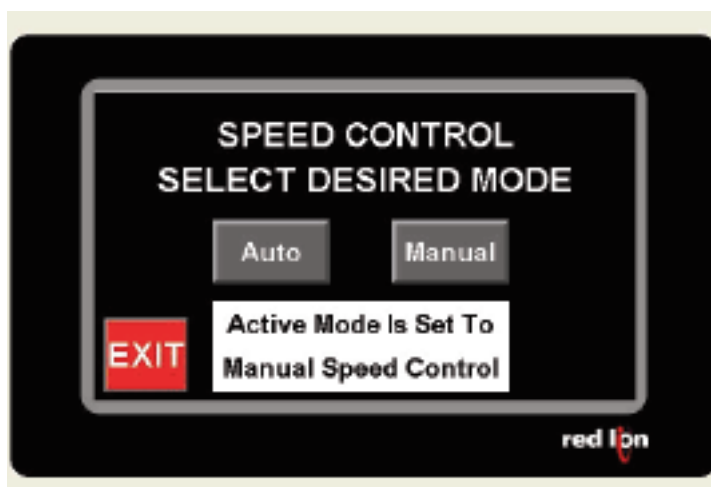 SPEED CONTROL
SELECT DESIRED MODE
Auto
Manual
EXIT
Active Mode Is Set To
Manual Speed Control
red lion